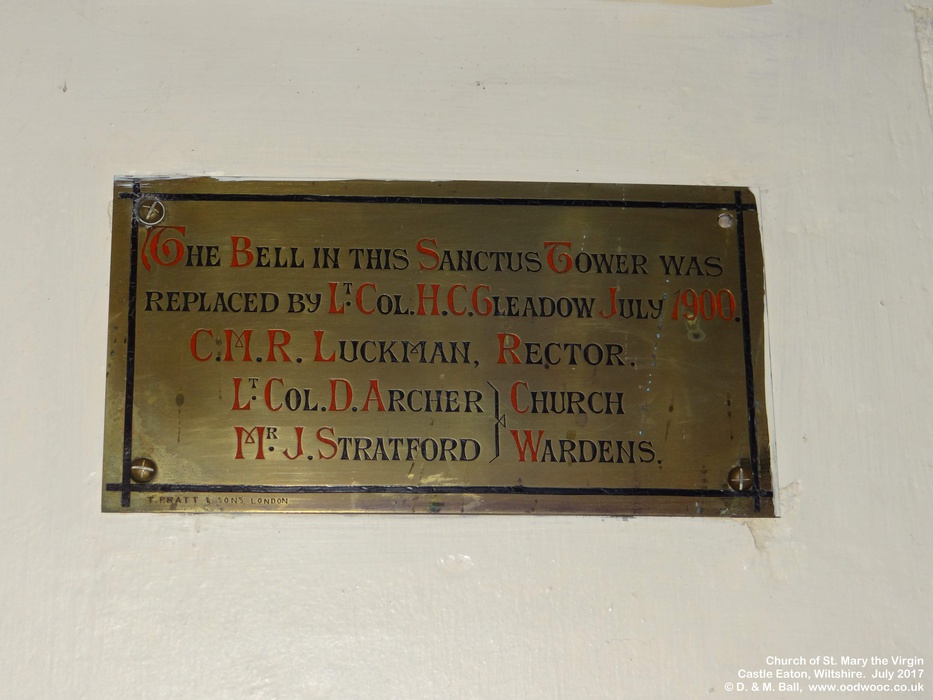 The Bell in this Sanctus Tower was
replaced by Lt. Col. H.C. Gleadow July 1900.
C.M.R. Luckman, Rector.
Lt. Col. D. Archer } Church
Mr. J. Stratford } Wardens.
T. PRATT & SONS LONDON
Church of St. Mary the Virgin
Castle Eaton, Wiltshire. July 2017
© D. & M. Ball, www.oodwooc.co.uk